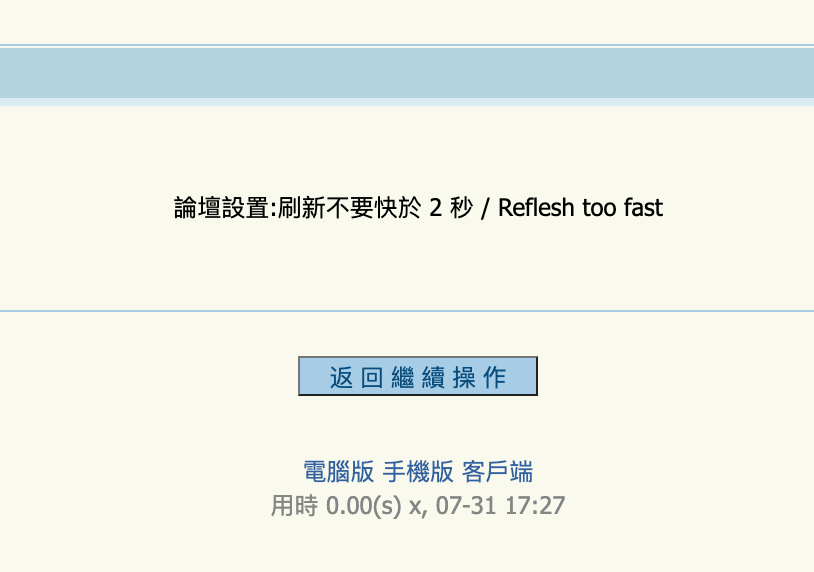 論壇設置:刷新不要快於 2 秒 / Reflesh too fast
返 回 繼 續 操 作
電腦版 手機版 客戶端
用時 0.00(s) x, 07-31 17:27